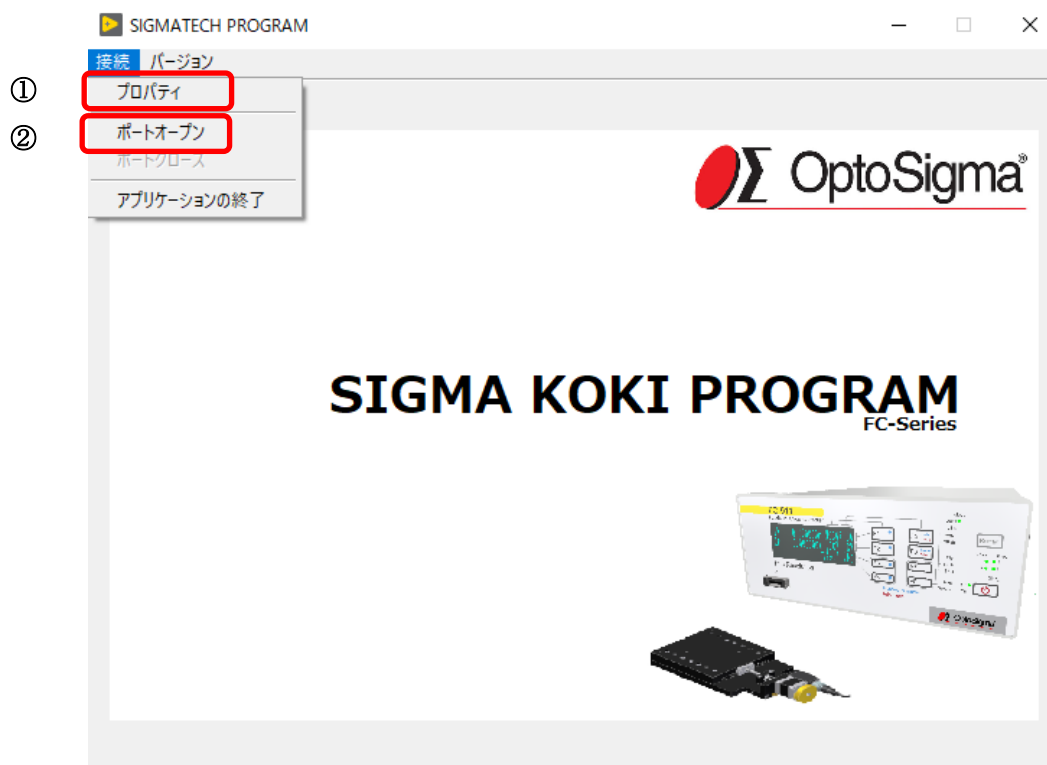 SIGMATECH PROGRAM
接続 バージョン
① プロパティ
② ポートオープン
ポートクローズ
アプリケーションの終了
OptoSigma®
SIGMA KOKI PROGRAM
FC-Series
OptoSigma